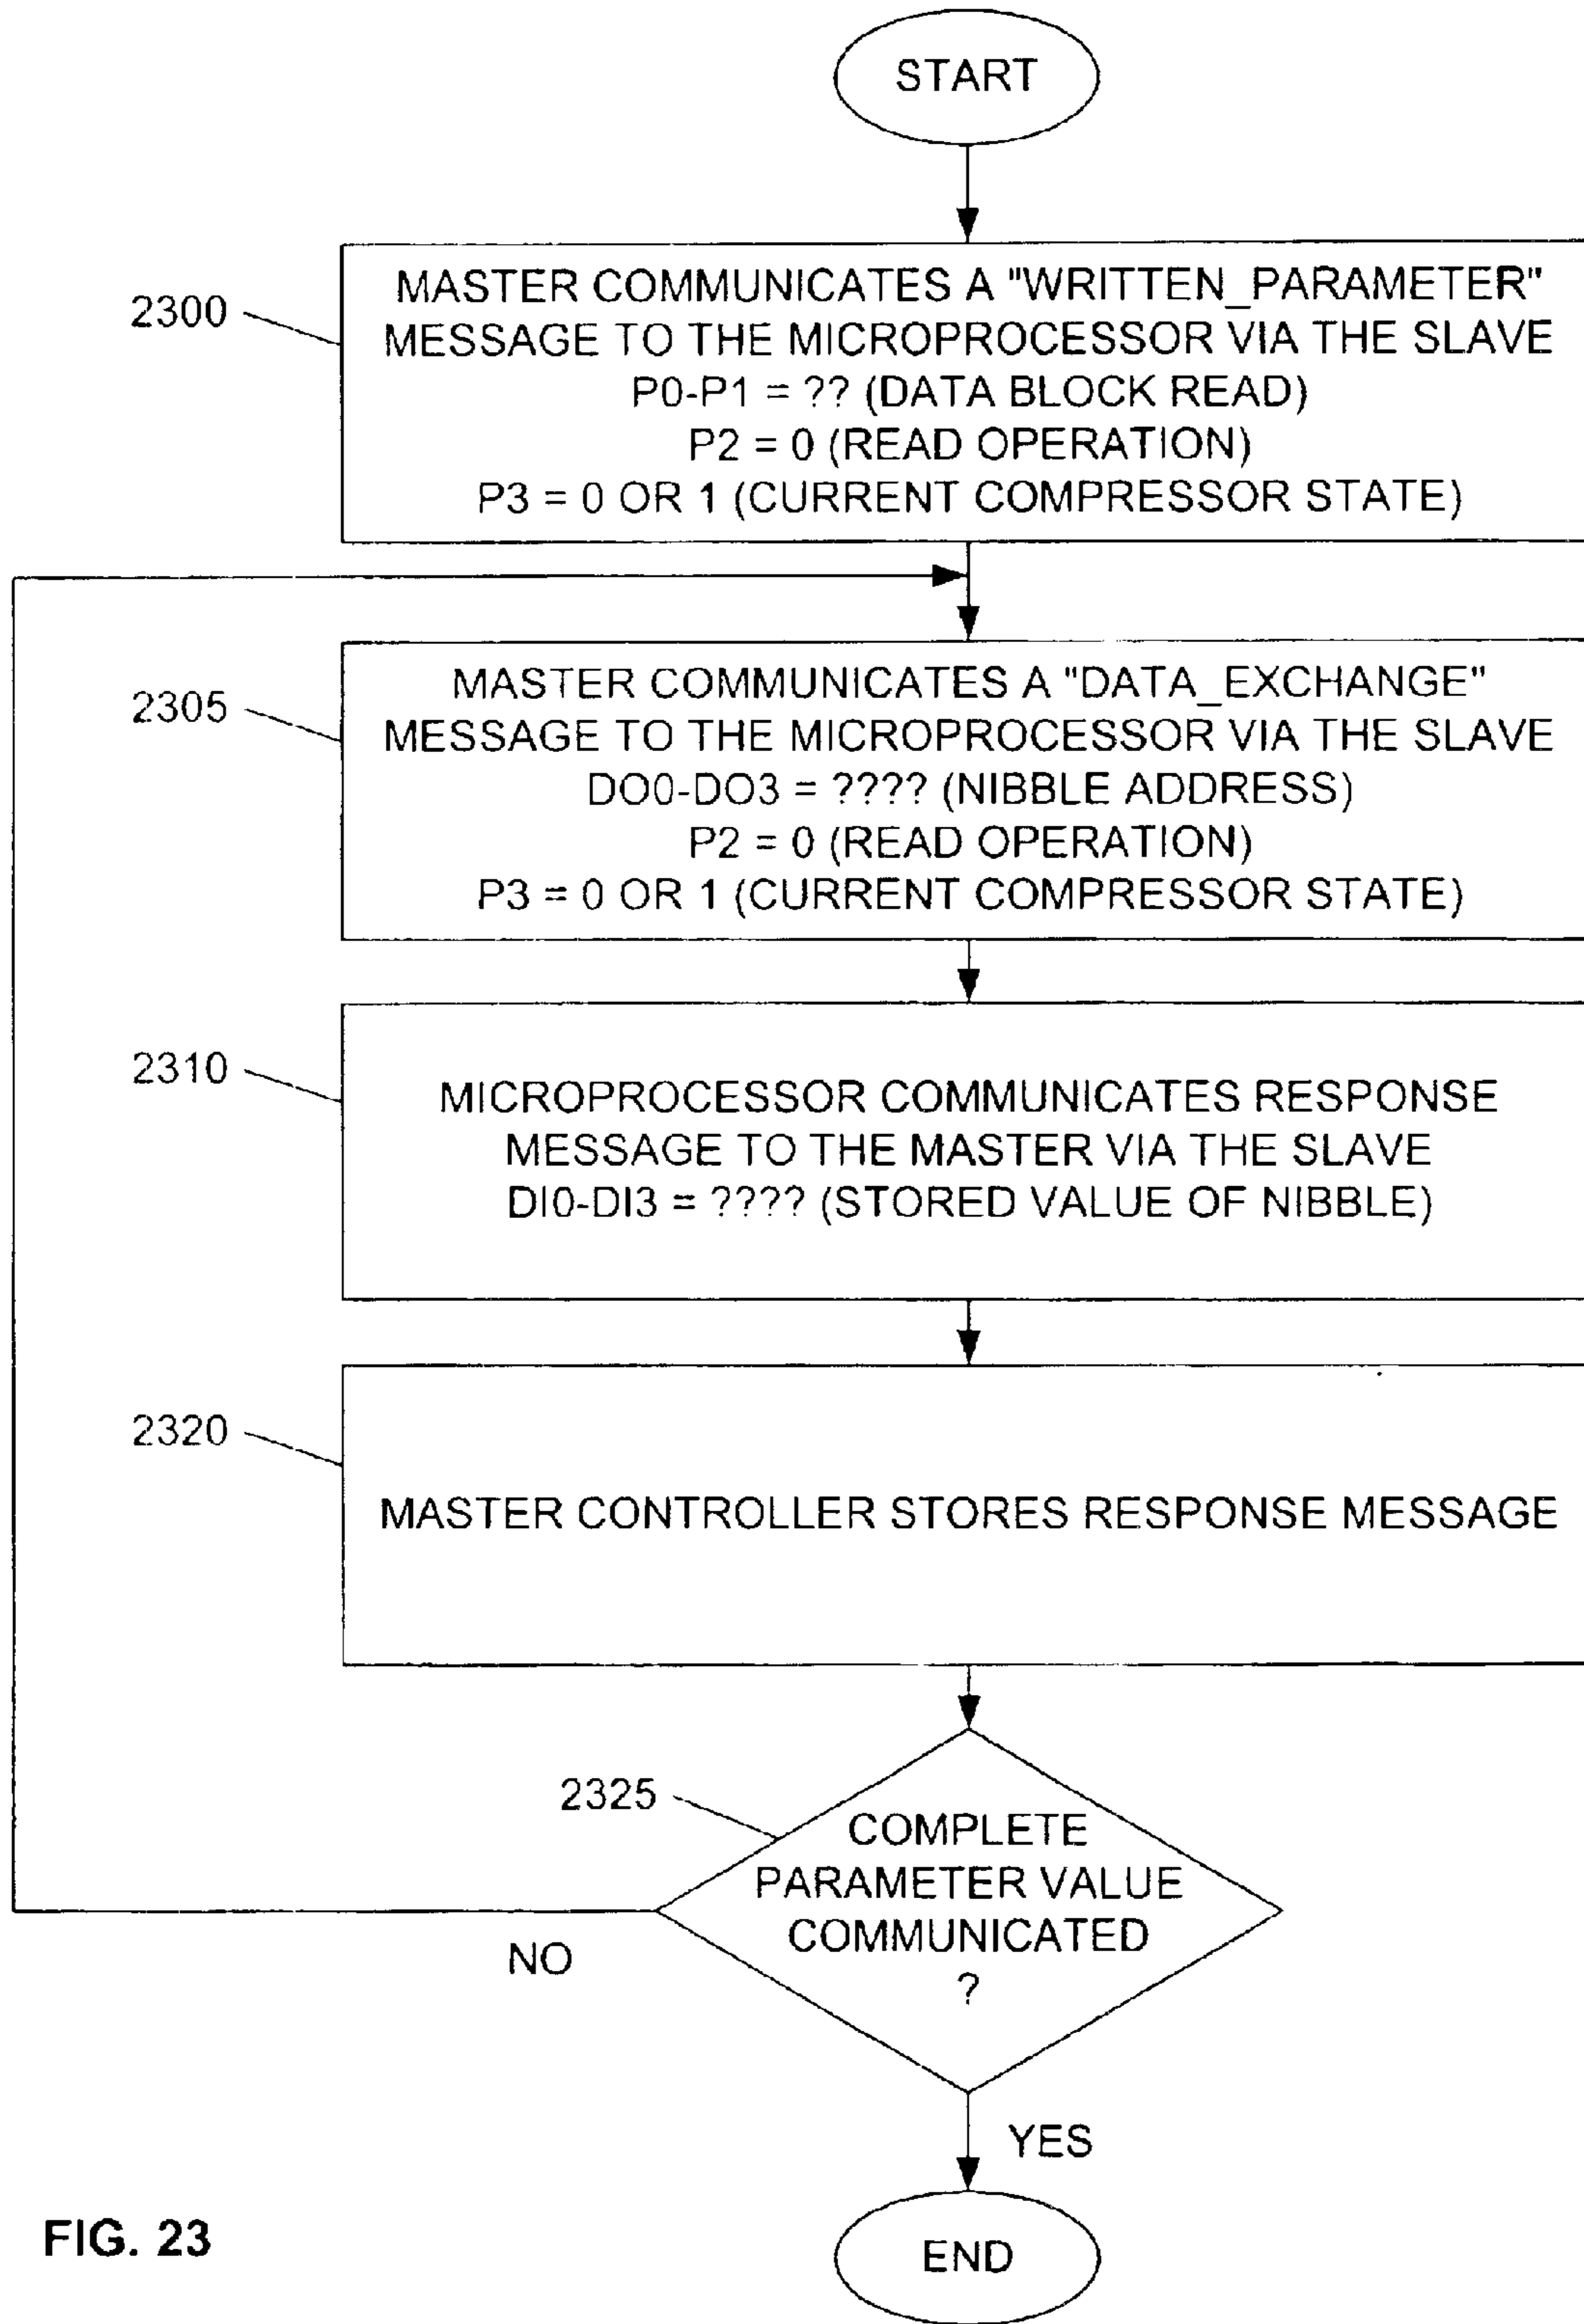 START
2300
MASTER COMMUNICATES A "WRITTEN_PARAMETER"
MESSAGE TO THE MICROPROCESSOR VIA THE SLAVE
P0-P1 = ?? (DATA BLOCK READ)
P2 = 0 (READ OPERATION)
P3 = 0 OR 1 (CURRENT COMPRESSOR STATE)
2305
MASTER COMMUNICATES A "DATA_EXCHANGE"
MESSAGE TO THE MICROPROCESSOR VIA THE SLAVE
DO0-DO3 = ???? (NIBBLE ADDRESS)
P2 = 0 (READ OPERATION)
P3 = 0 OR 1 (CURRENT COMPRESSOR STATE)
2310
MICROPROCESSOR COMMUNICATES RESPONSE
MESSAGE TO THE MASTER VIA THE SLAVE
DI0-DI3 = ???? (STORED VALUE OF NIBBLE)
2320
MASTER CONTROLLER STORES RESPONSE MESSAGE
2325
COMPLETE
PARAMETER VALUE
COMMUNICATED
?
NO
YES
END
FIG. 23